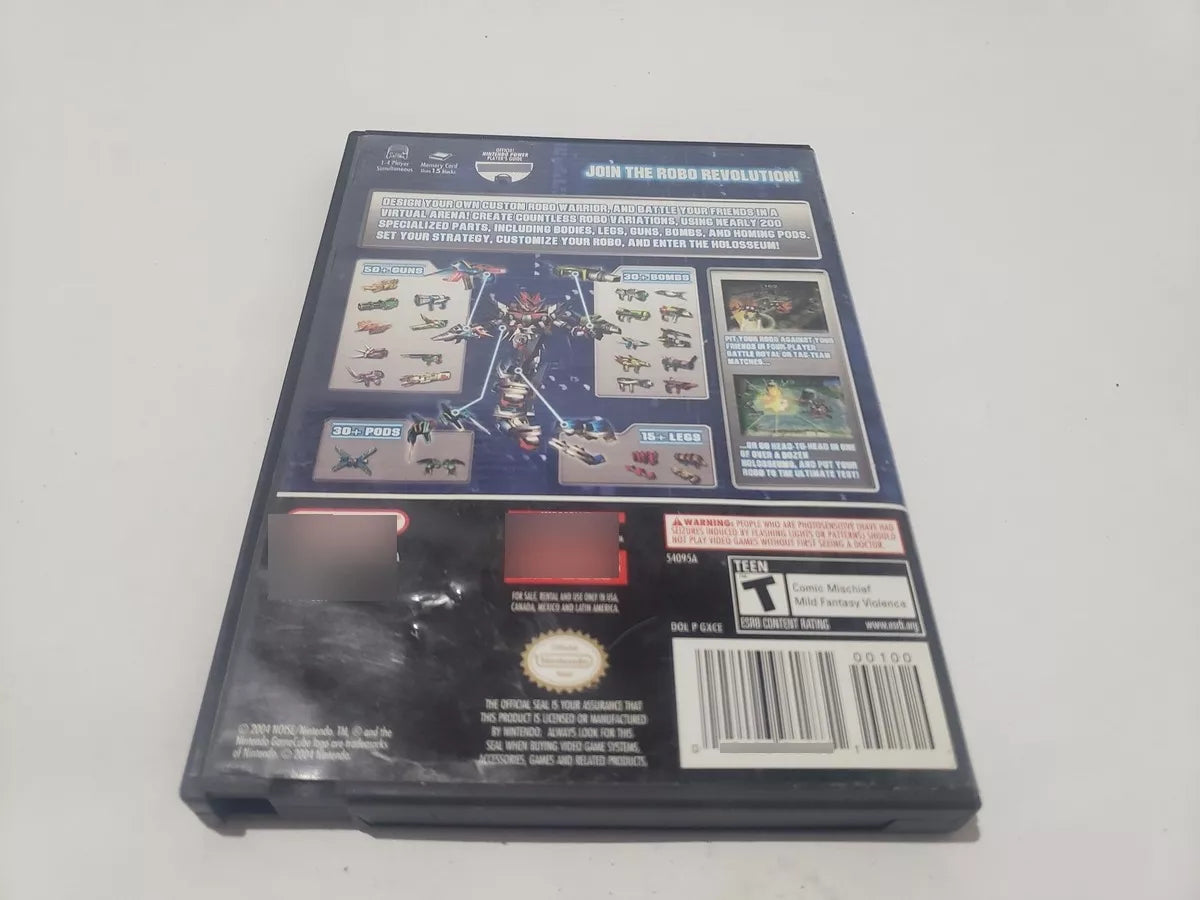 1-4 Player
Simultaneous
Memory Card
Uses 15 Blocks
OFFICIAL
NINTENDO POWER
PLAYER'S GUIDE
JOIN THE ROBO REVOLUTION!
DESIGN YOUR OWN CUSTOM ROBO WARRIOR, AND BATTLE YOUR FRIENDS IN A
VIRTUAL ARENA! CREATE COUNTLESS ROBO VARIATIONS, USING NEARLY 200
SPECIALIZED PARTS, INCLUDING BODIES, LEGS, GUNS, BOMBS, AND HOMING PODS.
SET YOUR STRATEGY, CUSTOMIZE YOUR ROBO, AND ENTER THE HOLOSSEUM!
50+ GUNS
30+ BOMBS
PIT YOUR ROBO AGAINST YOUR
FRIENDS IN FOUR-PLAYER
BATTLE ROYAL OR TAG-TEAM
MATCHES...
30+ PODS
15+ LEGS
...OR GO HEAD-TO-HEAD IN ONE
OF OVER A DOZEN
HOLOSSEUMS, AND PUT YOUR
ROBO TO THE ULTIMATE TEST!
WARNING: PEOPLE WHO ARE PHOTOSENSITIVE (HAVE HAD
SEIZURES INDUCED BY FLASHING LIGHTS OR PATTERNS) SHOULD
NOT PLAY VIDEO GAMES WITHOUT FIRST SEEING A DOCTOR.
54095A
FOR SALE, RENTAL AND USE ONLY IN USA,
CANADA, MEXICO AND LATIN AMERICA.
TEEN
T
Comic Mischief
Mild Fantasy Violence
ESRB CONTENT RATING www.esrb.org
DOL P GXCE
Official
Nintendo
Seal
THE OFFICIAL SEAL IS YOUR ASSURANCE THAT
THIS PRODUCT IS LICENSED OR MANUFACTURED
BY NINTENDO. ALWAYS LOOK FOR THIS
SEAL WHEN BUYING VIDEO GAME SYSTEMS,
ACCESSORIES, GAMES AND RELATED PRODUCTS.
© 2004 NOISE/Nintendo. TM, ® and the
Nintendo GameCube logo are trademarks
of Nintendo. © 2004 Nintendo.
00100
0 1